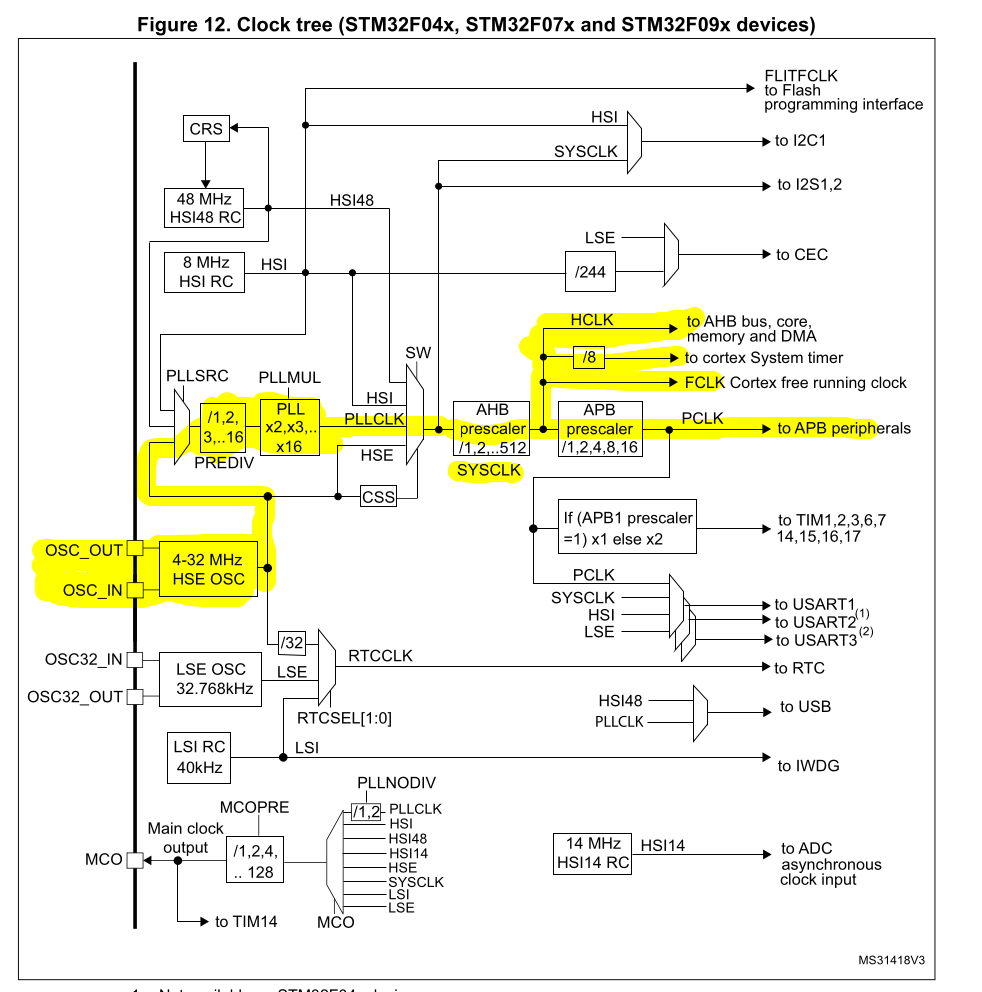 Figure 12. Clock tree (STM32F04x, STM32F07x and STM32F09x devices)
FLITFCLK
to Flash
programming interface
HSI
to I2C1
SYSCLK
to I2S1,2
CRS
48 MHz
HSI48 RC
HSI48
LSE
to CEC
/244
8 MHz
HSI RC
HSI
HCLK
to AHB bus, core,
memory and DMA
/8
to cortex System timer
FCLK Cortex free running clock
SW
PLLSRC
PLLMUL
/1,2,
3,..16
PREDIV
PLL
x2,x3,..
x16
HSI
PLLCLK
HSE
AHB
prescaler
/1,2,..512
SYSCLK
APB
prescaler
/1,2,4,8,16
PCLK
to APB peripherals
CSS
If (APB1 prescaler
=1) x1 else x2
to TIM1,2,3,6,7
14,15,16,17
OSC_OUT
OSC_IN
4-32 MHz
HSE OSC
PCLK
SYSCLK
HSI
LSE
to USART1
to USART2(1)
to USART3(2)
/32
OSC32_IN
OSC32_OUT
LSE OSC
32.768kHz
LSE
RTCCLK
to RTC
RTCSEL[1:0]
HSI48
PLLCLK
to USB
LSI RC
40kHz
LSI
to IWDG
PLLNODIV
/1,2
PLLCLK
HSI
HSI48
HSI14
HSE
SYSCLK
LSI
LSE
MCO
MCOPRE
/1,2,4,
.. 128
Main clock
output
MCO
to TIM14
14 MHz
HSI14 RC
HSI14
to ADC
asynchronous
clock input
MS31418V3